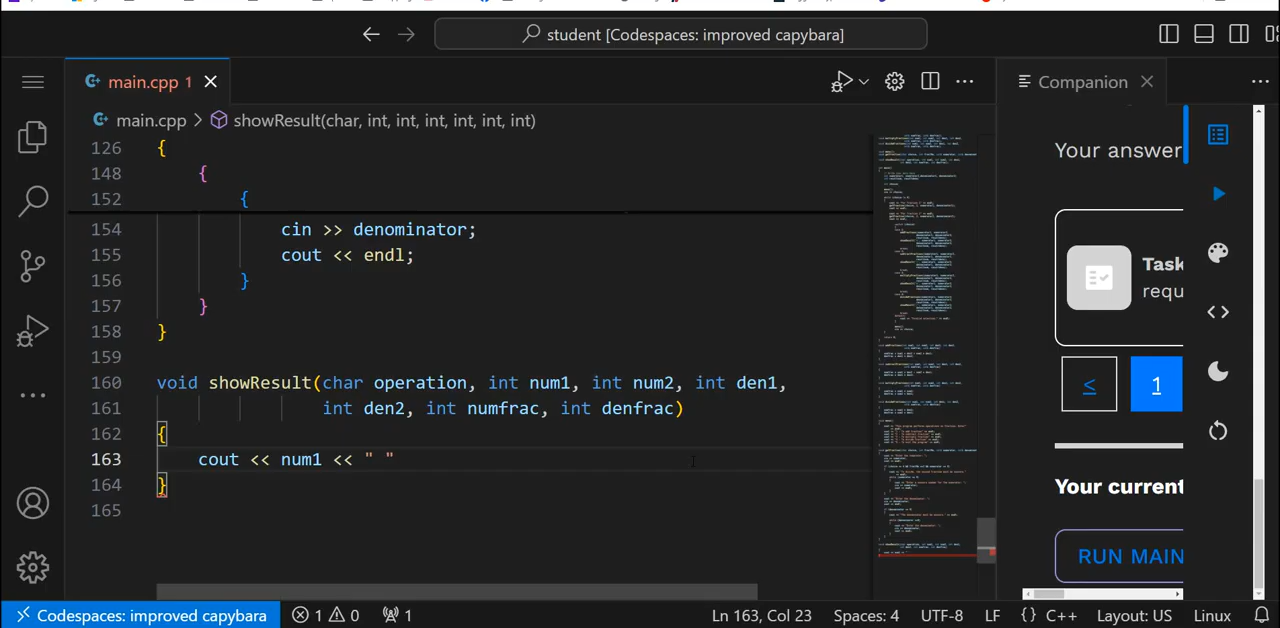 student [Codespaces: improved capybara]
main.cpp 1
Companion
main.cpp > showResult(char, int, int, int, int, int, int)
126 {
148 {
152 {
154 cin >> denominator;
155 cout << endl;
156 }
157 }
158 }
159
160 void showResult(char operation, int num1, int num2, int den1,
161 int den2, int numfrac, int denfrac)
162 {
163 cout << num1 << " "
164 }
165
Your answer
Task
requ
≤ 1
Your current
RUN MAIN
Codespaces: improved capybara 1 0 1 Ln 163, Col 23 Spaces: 4 UTF-8 LF {} C++ Layout: US Linux